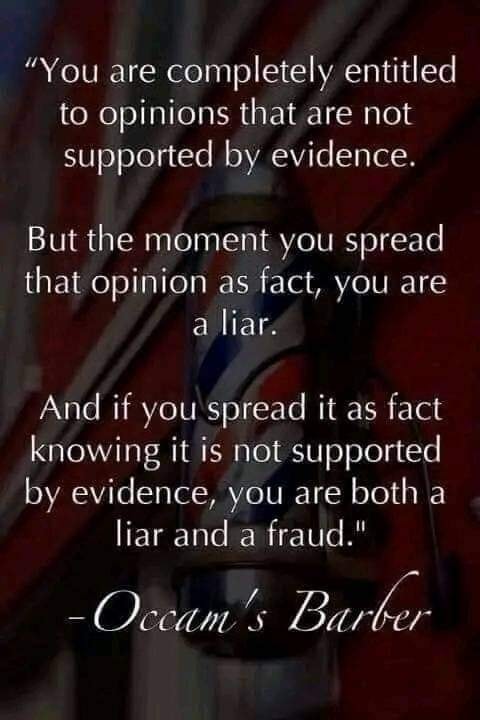 “You are completely entitled
to opinions that are not
supported by evidence.
But the moment you spread
that opinion as fact, you are
a liar.
And if you spread it as fact
knowing it is not supported
by evidence, you are both a
liar and a fraud."
-Occam's Barber